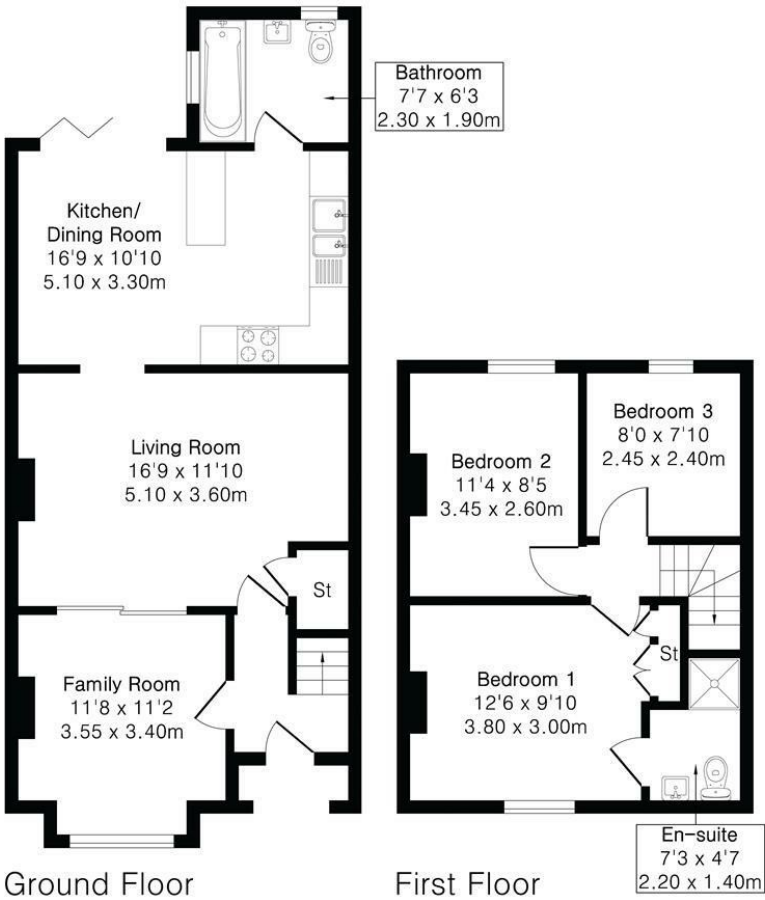 Bathroom
7'7 x 6'3
2.30 x 1.90m
Kitchen/
Dining Room
16'9 x 10'10
5.10 x 3.30m
Living Room
16'9 x 11'10
5.10 x 3.60m
St
Family Room
11'8 x 11'2
3.55 x 3.40m
Ground Floor
Bedroom 3
8'0 x 7'10
2.45 x 2.40m
Bedroom 2
11'4 x 8'5
3.45 x 2.60m
St
Bedroom 1
12'6 x 9'10
3.80 x 3.00m
En-suite
7'3 x 4'7
2.20 x 1.40m
First Floor